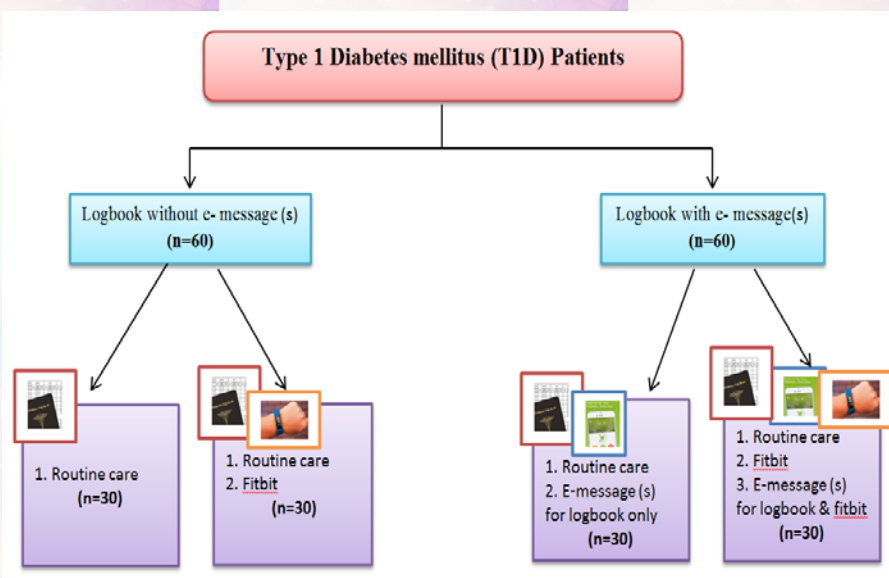 Type 1 Diabetes mellitus (T1D) Patients
Logbook without e- message (s)
(n=60)
Logbook with e- message(s)
(n=60)
1. Routine care
(n=30)
1. Routine care
2. Fitbit
(n=30)
1. Routine care
2. E-message (s)
for logbook only
(n=30)
1. Routine care
2. Fitbit
3. E-message (s)
for logbook & fitbit
(n=30)